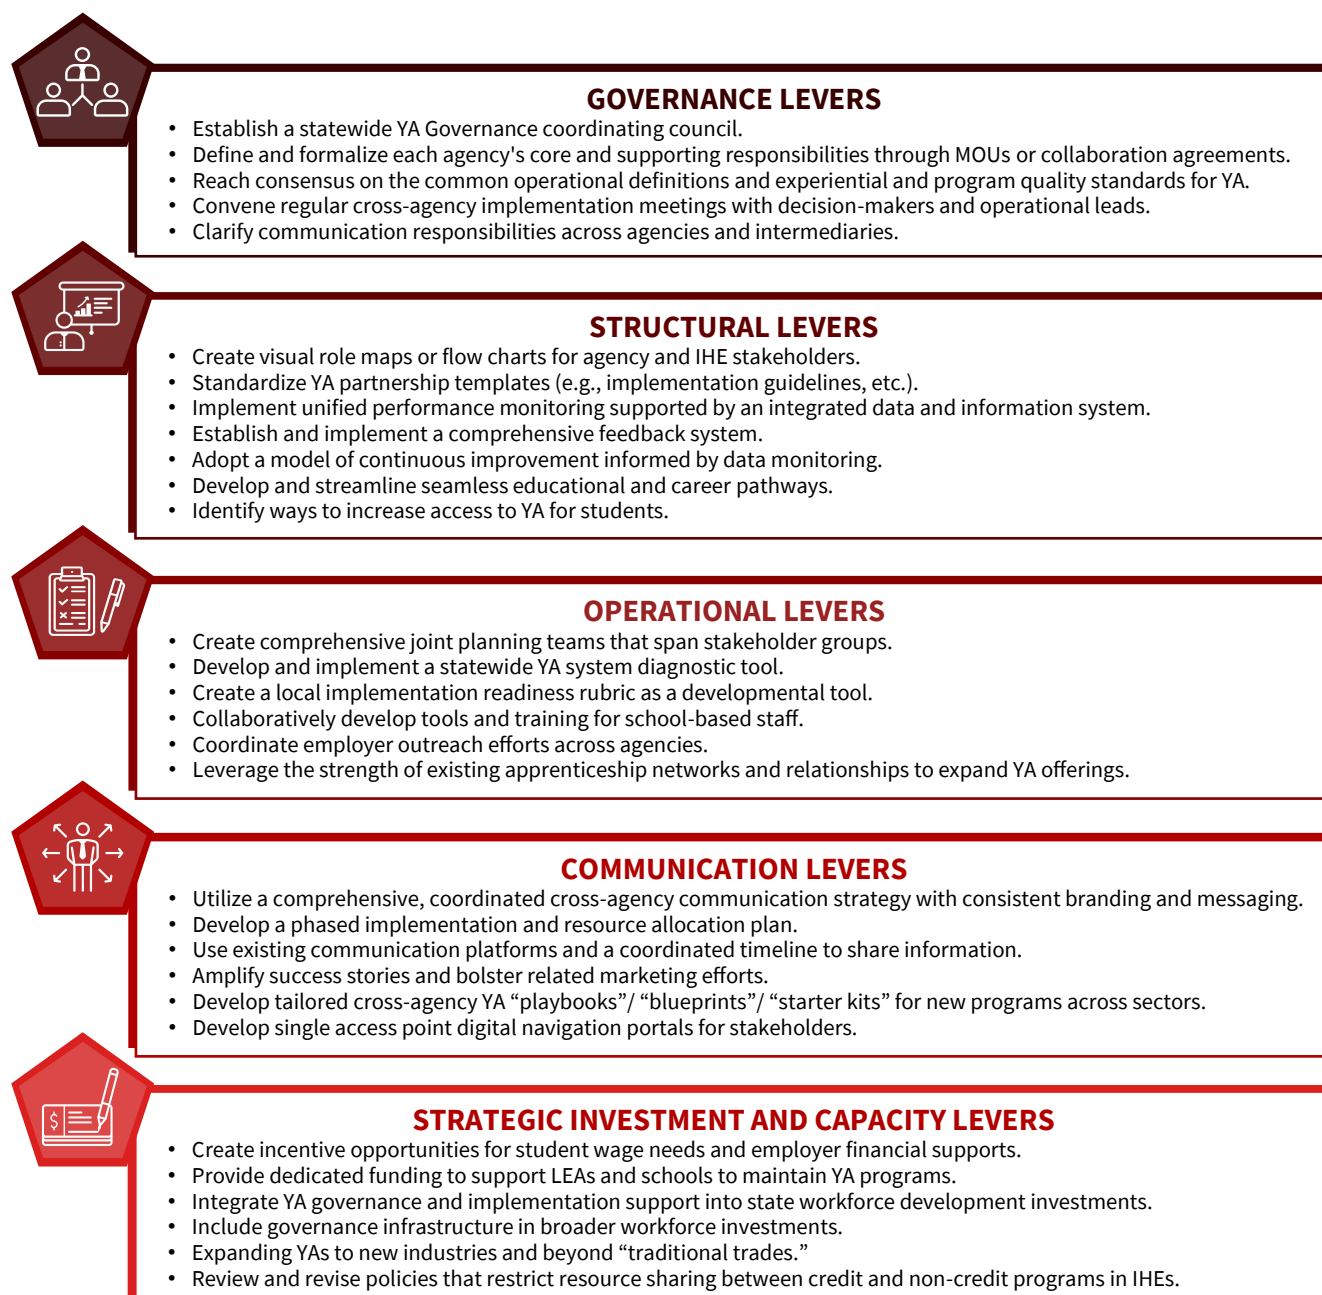 GOVERNANCE LEVERS
• Establish a statewide YA Governance coordinating council.
• Define and formalize each agency's core and supporting responsibilities through MOUs or collaboration agreements.
• Reach consensus on the common operational definitions and experiential and program quality standards for YA.
• Convene regular cross-agency implementation meetings with decision-makers and operational leads.
• Clarify communication responsibilities across agencies and intermediaries.
STRUCTURAL LEVERS
• Create visual role maps or flow charts for agency and IHE stakeholders.
• Standardize YA partnership templates (e.g., implementation guidelines, etc.).
• Implement unified performance monitoring supported by an integrated data and information system.
• Establish and implement a comprehensive feedback system.
• Adopt a model of continuous improvement informed by data monitoring.
• Develop and streamline seamless educational and career pathways.
• Identify ways to increase access to YA for students.
OPERATIONAL LEVERS
• Create comprehensive joint planning teams that span stakeholder groups.
• Develop and implement a statewide YA system diagnostic tool.
• Create a local implementation readiness rubric as a developmental tool.
• Collaboratively develop tools and training for school-based staff.
• Coordinate employer outreach efforts across agencies.
• Leverage the strength of existing apprenticeship networks and relationships to expand YA offerings.
COMMUNICATION LEVERS
• Utilize a comprehensive, coordinated cross-agency communication strategy with consistent branding and messaging.
• Develop a phased implementation and resource allocation plan.
• Use existing communication platforms and a coordinated timeline to share information.
• Amplify success stories and bolster related marketing efforts.
• Develop tailored cross-agency YA “playbooks”/ “blueprints”/ “starter kits” for new programs across sectors.
• Develop single access point digital navigation portals for stakeholders.
$
STRATEGIC INVESTMENT AND CAPACITY LEVERS
• Create incentive opportunities for student wage needs and employer financial supports.
• Provide dedicated funding to support LEAs and schools to maintain YA programs.
• Integrate YA governance and implementation support into state workforce development investments.
• Include governance infrastructure in broader workforce investments.
• Expanding YAs to new industries and beyond “traditional trades.”
• Review and revise policies that restrict resource sharing between credit and non-credit programs in IHEs.